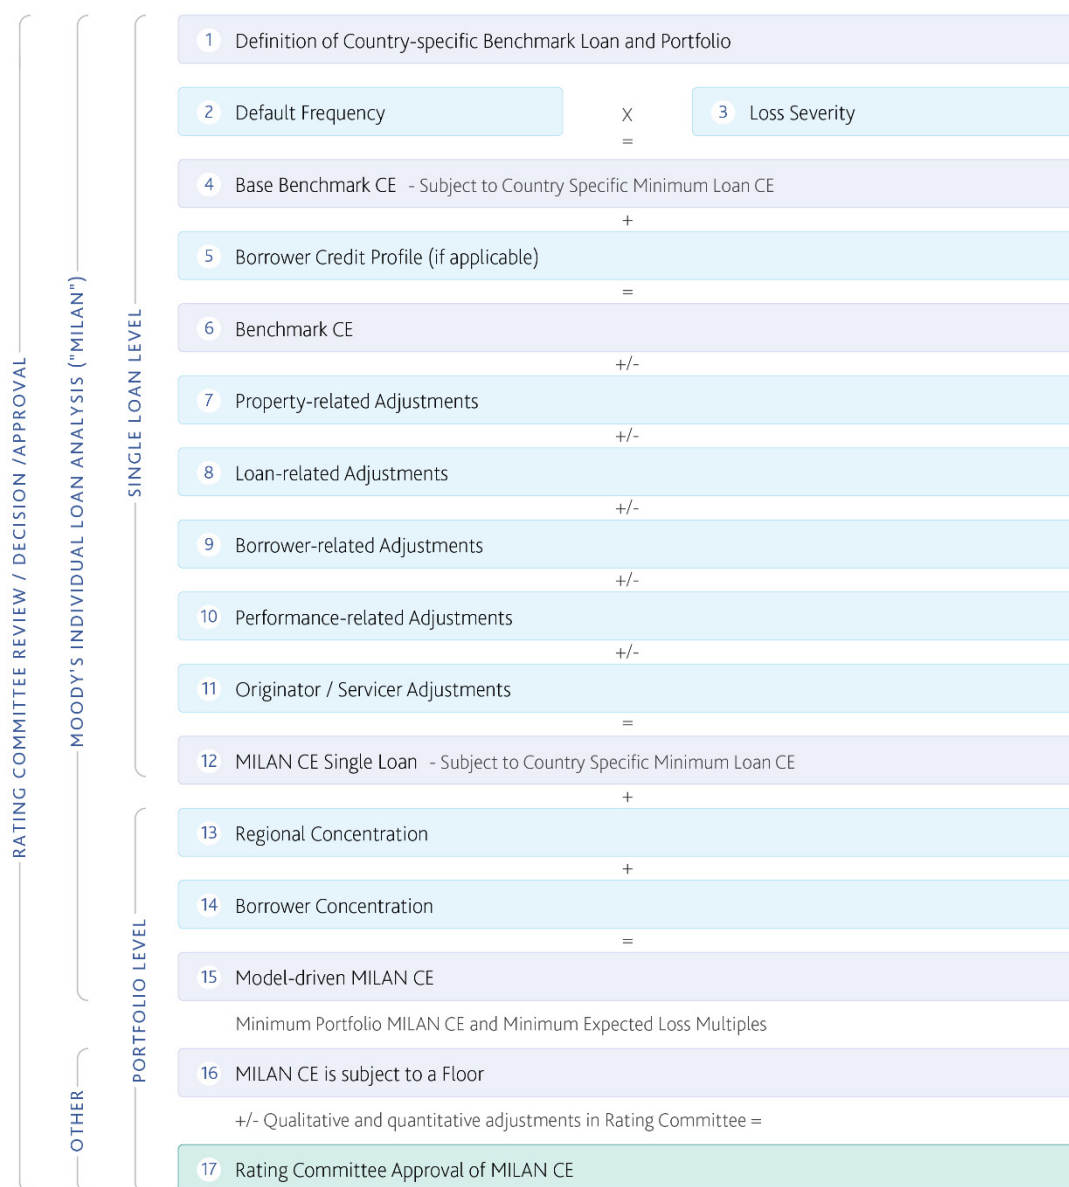 RATING COMMITTEE REVIEW / DECISION /APPROVAL
MOODY'S INDIVIDUAL LOAN ANALYSIS ("MILAN")
SINGLE LOAN LEVEL
1 Definition of Country-specific Benchmark Loan and Portfolio
2 Default Frequency X 3 Loss Severity
=
4 Base Benchmark CE - Subject to Country Specific Minimum Loan CE
+
5 Borrower Credit Profile (if applicable)
=
6 Benchmark CE
+/-
7 Property-related Adjustments
+/-
8 Loan-related Adjustments
+/-
9 Borrower-related Adjustments
+/-
10 Performance-related Adjustments
+/-
11 Originator / Servicer Adjustments
=
12 MILAN CE Single Loan - Subject to Country Specific Minimum Loan CE
+
PORTFOLIO LEVEL
13 Regional Concentration
+
14 Borrower Concentration
=
15 Model-driven MILAN CE
Minimum Portfolio MILAN CE and Minimum Expected Loss Multiples
OTHER
16 MILAN CE is subject to a Floor
+/- Qualitative and quantitative adjustments in Rating Committee =
17 Rating Committee Approval of MILAN CE